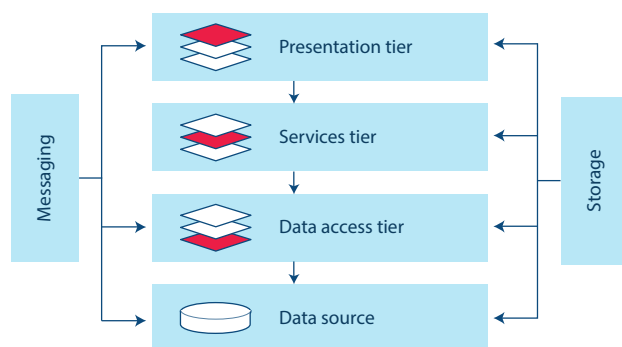 Presentation tier
Messaging
Services tier
Storage
Data access tier
Data source